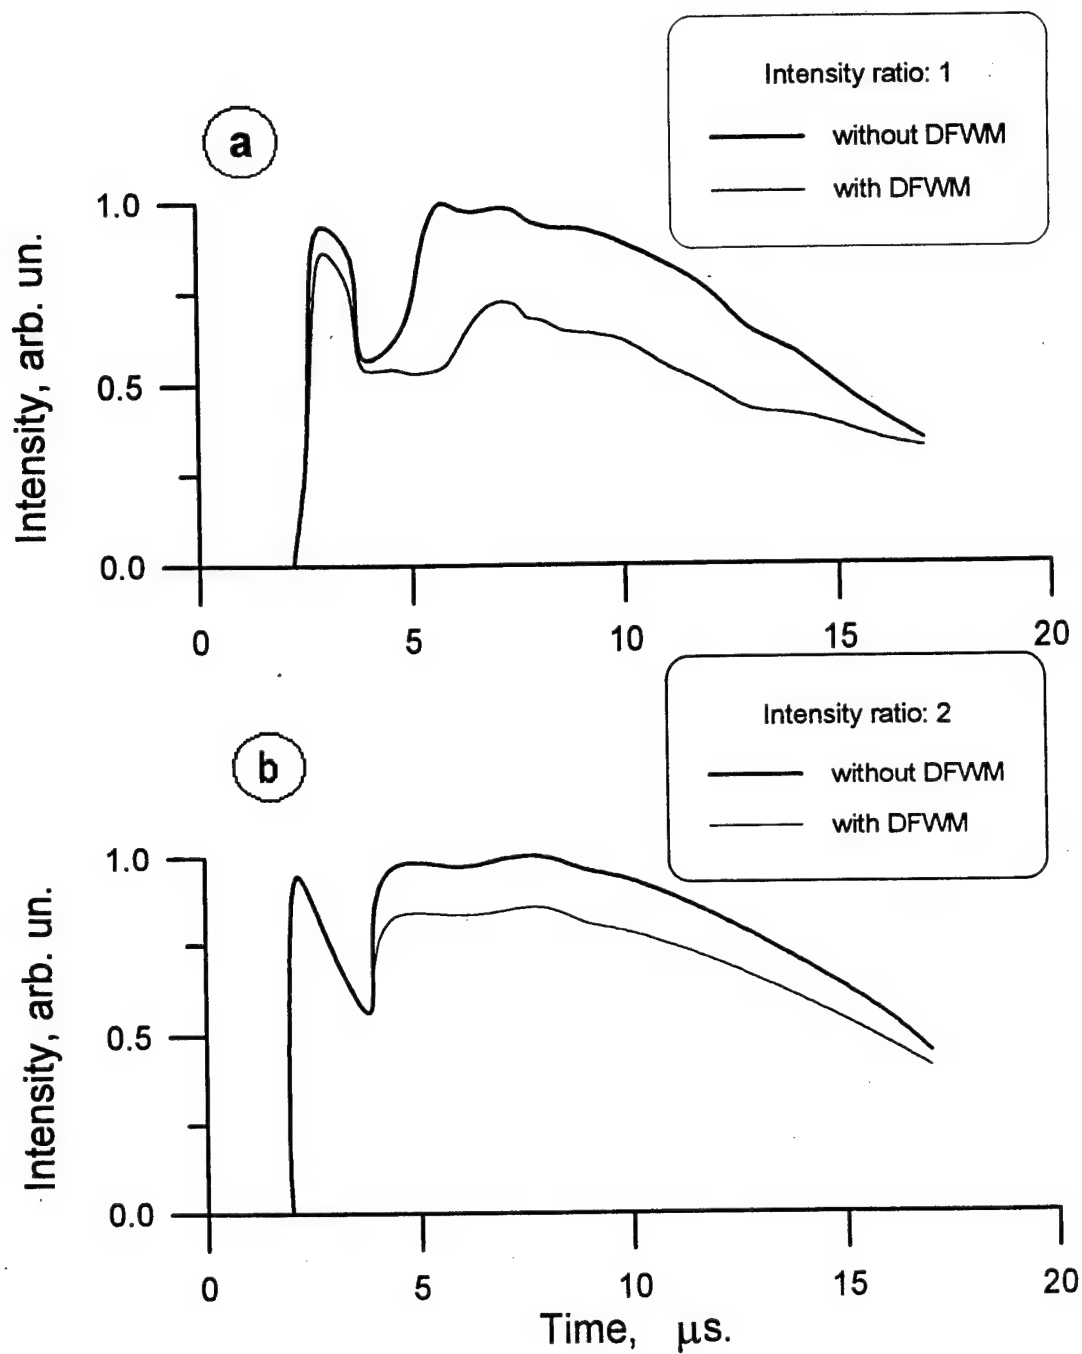 Intensity ratio: 1
without DFWM
with DFWM
a
Intensity, arb. un.
1.0
0.5
0.0
0
5
10
15
20
Intensity ratio: 2
without DFWM
with DFWM
b
Intensity, arb. un.
1.0
0.5
0.0
0
5
10
15
20
Time, μs.